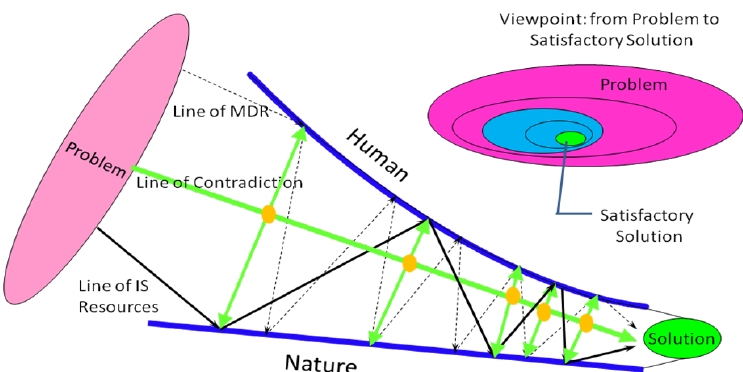 Viewpoint: from Problem to
Satisfactory Solution
Problem
Line of MDR
Human
Problem
Line of Contradiction
Satisfactory
Solution
Line of IS
Resources
Solution
Nature